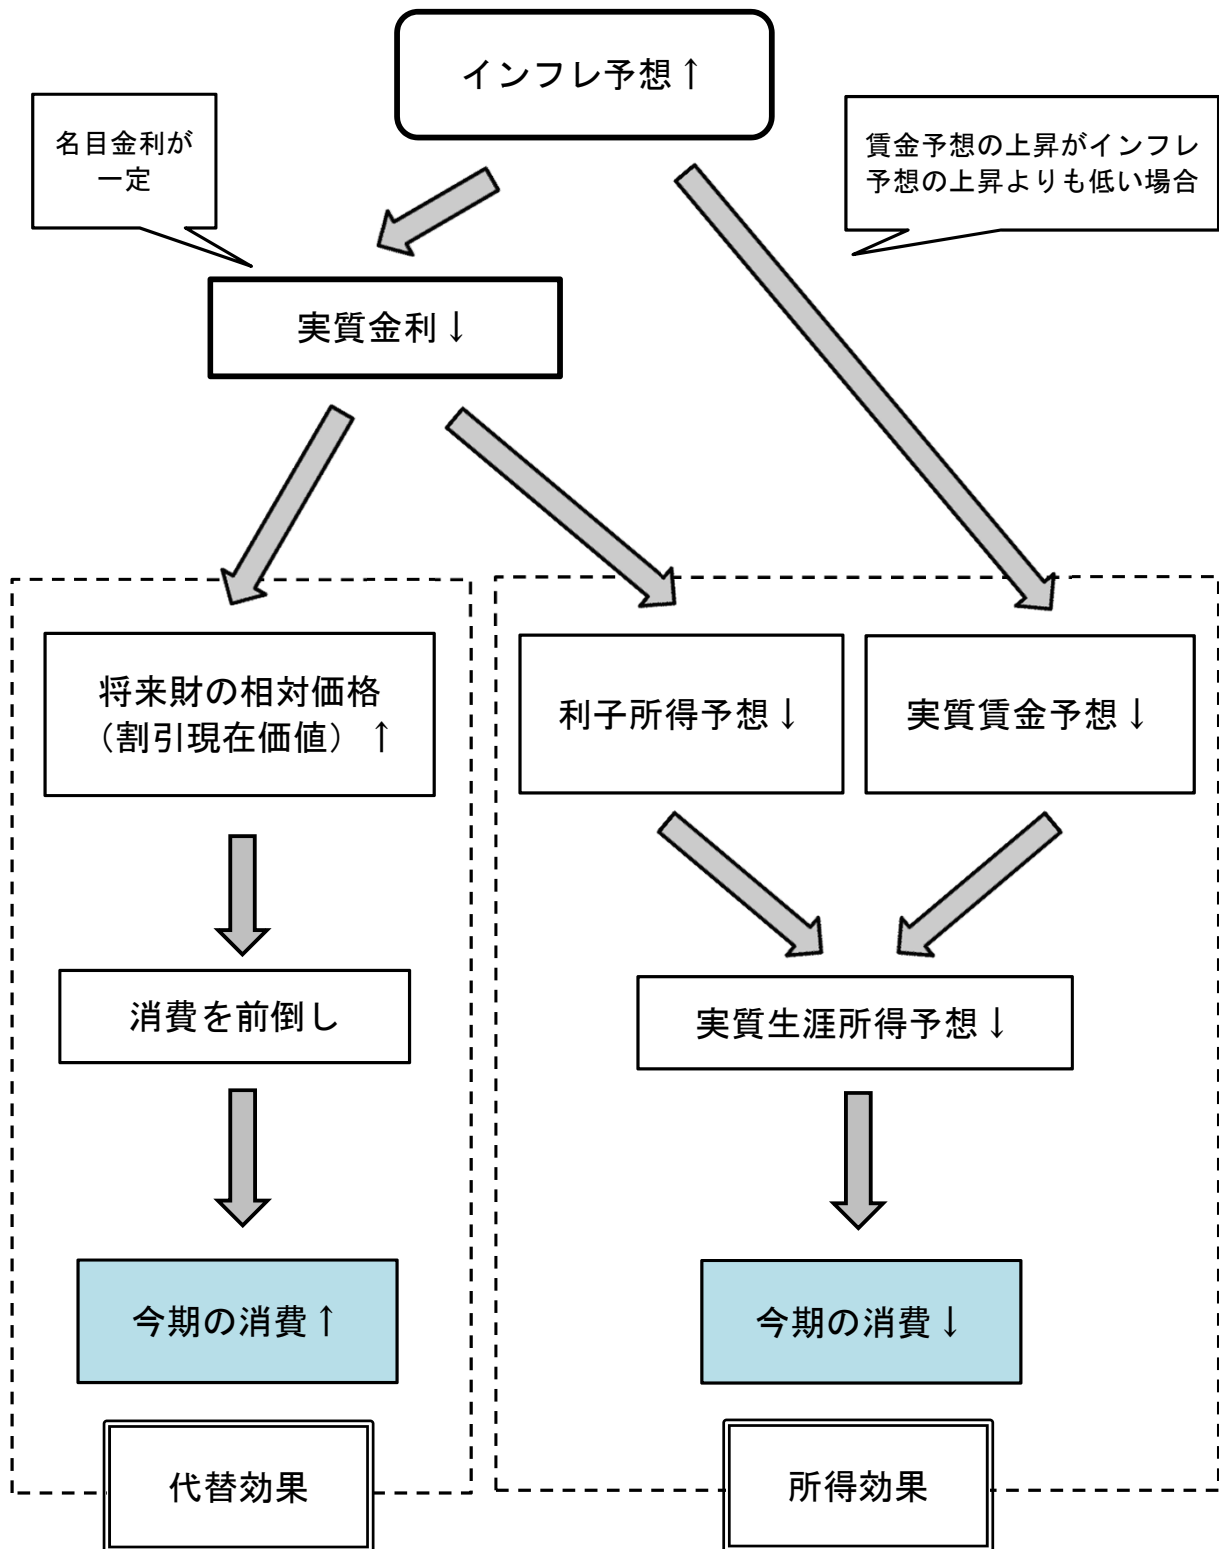 インフレ予想↑
名目金利が
一定
賃金予想の上昇がインフレ
予想の上昇よりも低い場合
実質金利↓
将来財の相対価格
（割引現在価値）↑
利子所得予想↓
実質賃金予想↓
消費を前倒し
実質生涯所得予想↓
今期の消費↑
今期の消費↓
代替効果
所得効果